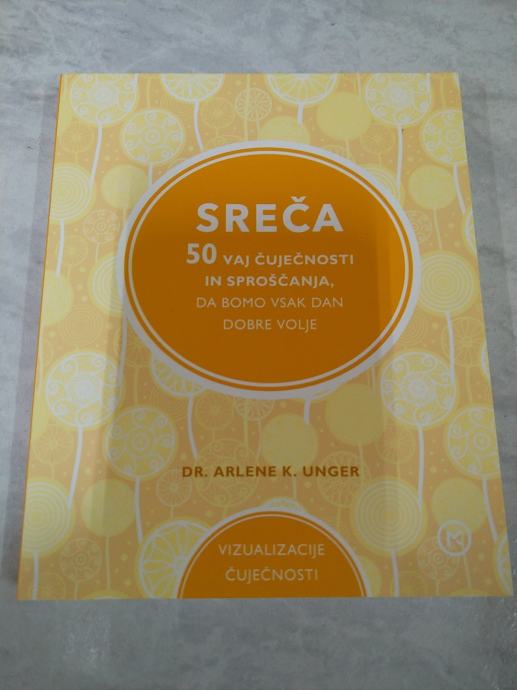 SREČA
50 VAJ ČUJEČNOSTI
IN SPROŠČANJA,
DA BOMO VSAK DAN
DOBRE VOLJE
DR. ARLENE K. UNGER
VIZUALIZACIJE
ČUJEČNOSTI